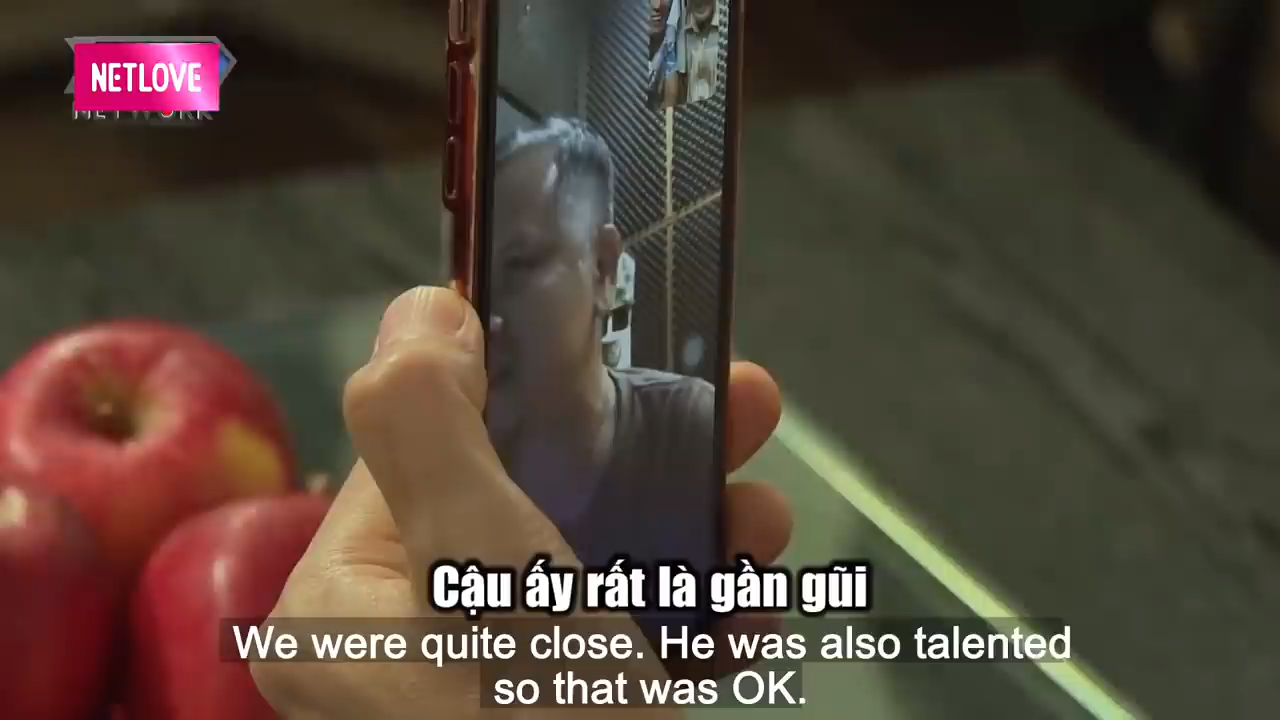 NETLOVE
NETWORK
Cậu ấy rất là gần gũi
We were quite close. He was also talented
so that was OK.